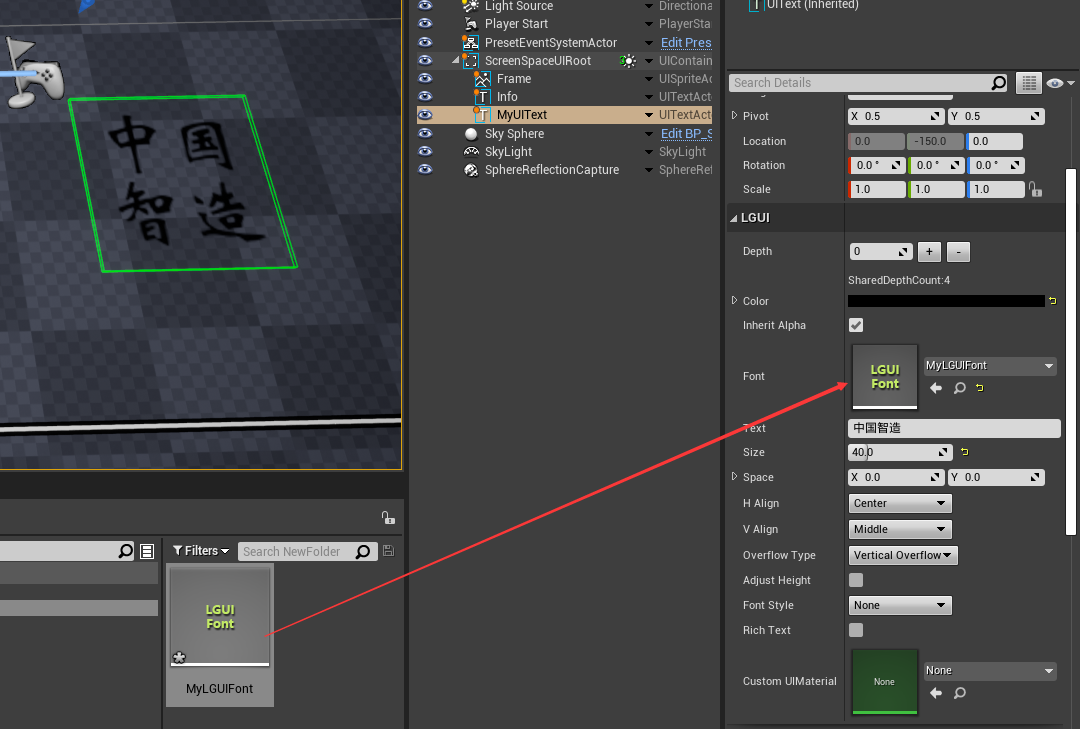 中国
智造
Light Source
Directiona
Player Start
PlayerSta
PresetEventSystemActor
Edit Pres
ScreenSpaceUIRoot
UIContain
Frame
UISpriteAc
T Info
UITextAct
T MyUIText
UITextAct
Sky Sphere
Edit BP_S
SkyLight
SkyLight
SphereReflectionCapture
SphereRef
UIText (Inherited)
Search Details
Pivot
X 0.5
Y 0.5
Location
0.0
-150.0
0.0
Rotation
0.0 °
0.0 °
0.0 °
Scale
1.0
1.0
1.0
LGUI
Depth
0
+
-
SharedDepthCount:4
Color
Inherit Alpha
Font
LGUI
Font
MyLGUIFont
Text
中国智造
Size
40.0
Space
X 0.0
Y 0.0
H Align
Center
V Align
Middle
Overflow Type
Vertical Overflow
Adjust Height
Font Style
None
Rich Text
Custom UIMaterial
None
None
Filters
Search NewFolder
LGUI
Font
MyLGUIFont